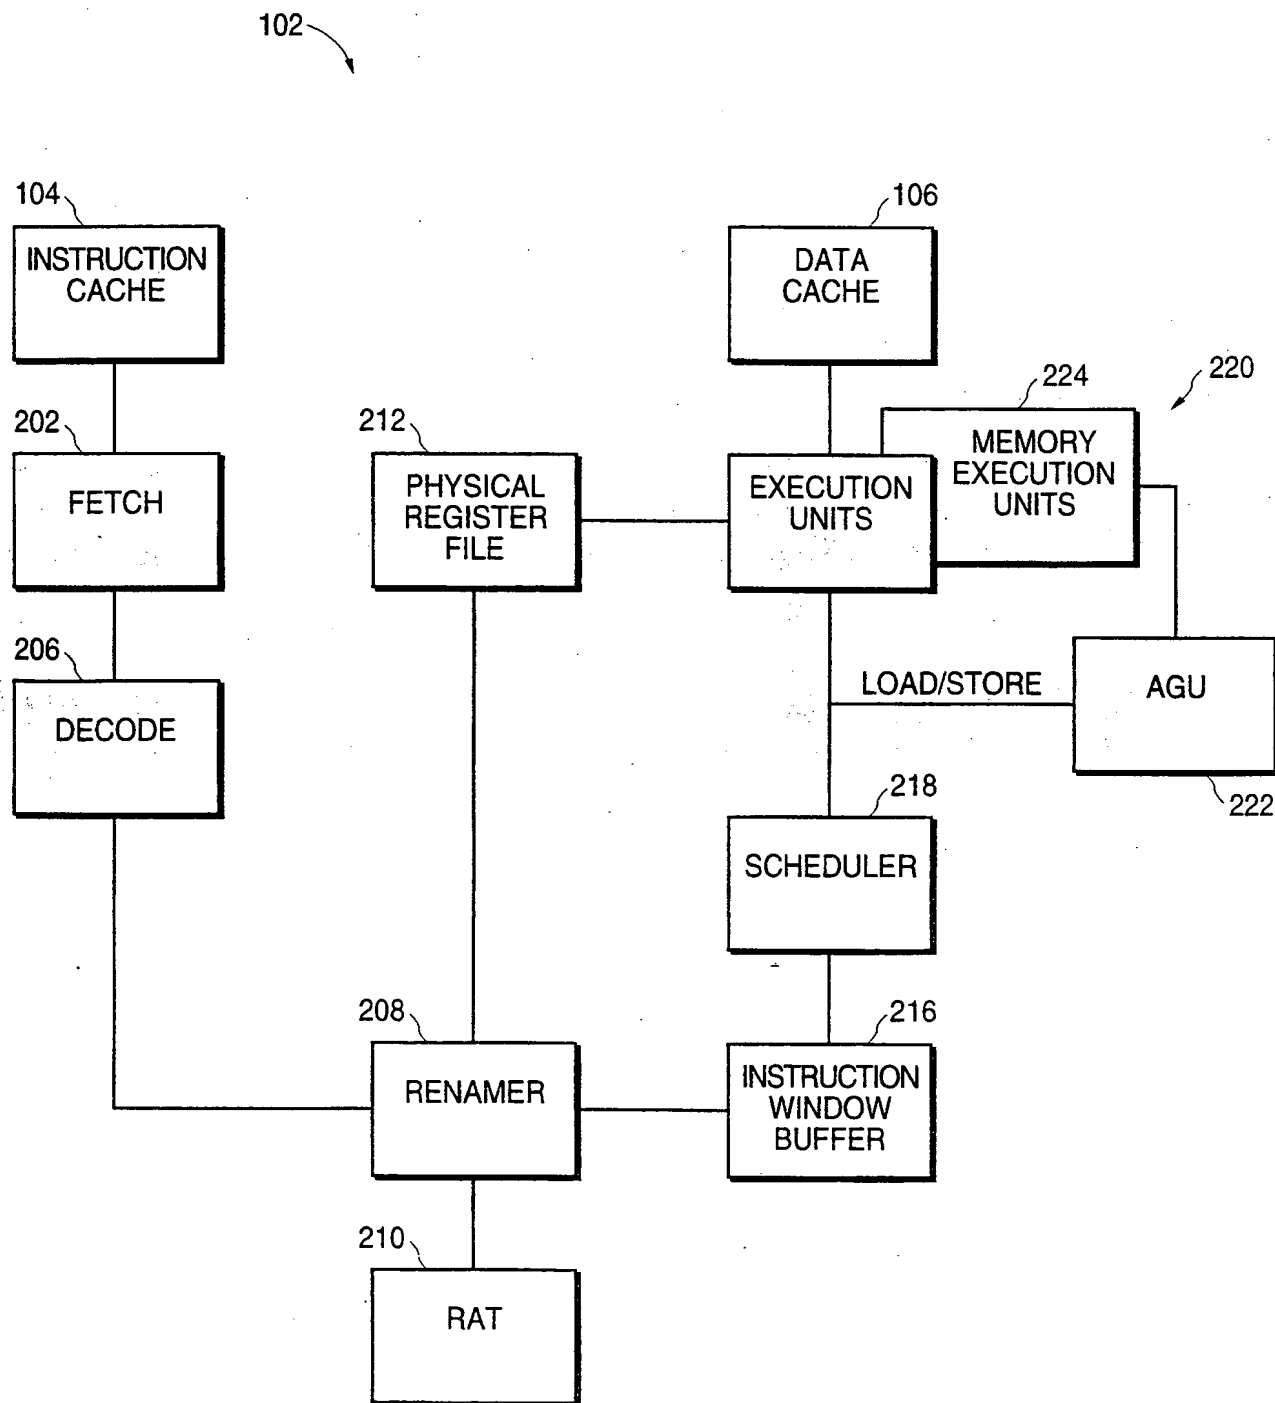 102
104
INSTRUCTION
CACHE
106
DATA
CACHE
220
224
MEMORY
EXECUTION
UNITS
202
FETCH
212
PHYSICAL
REGISTER
FILE
EXECUTION
UNITS
206
DECODE
LOAD/STORE
AGU
222
218
SCHEDULER
208
RENAMER
216
INSTRUCTION
WINDOW
BUFFER
210
RAT